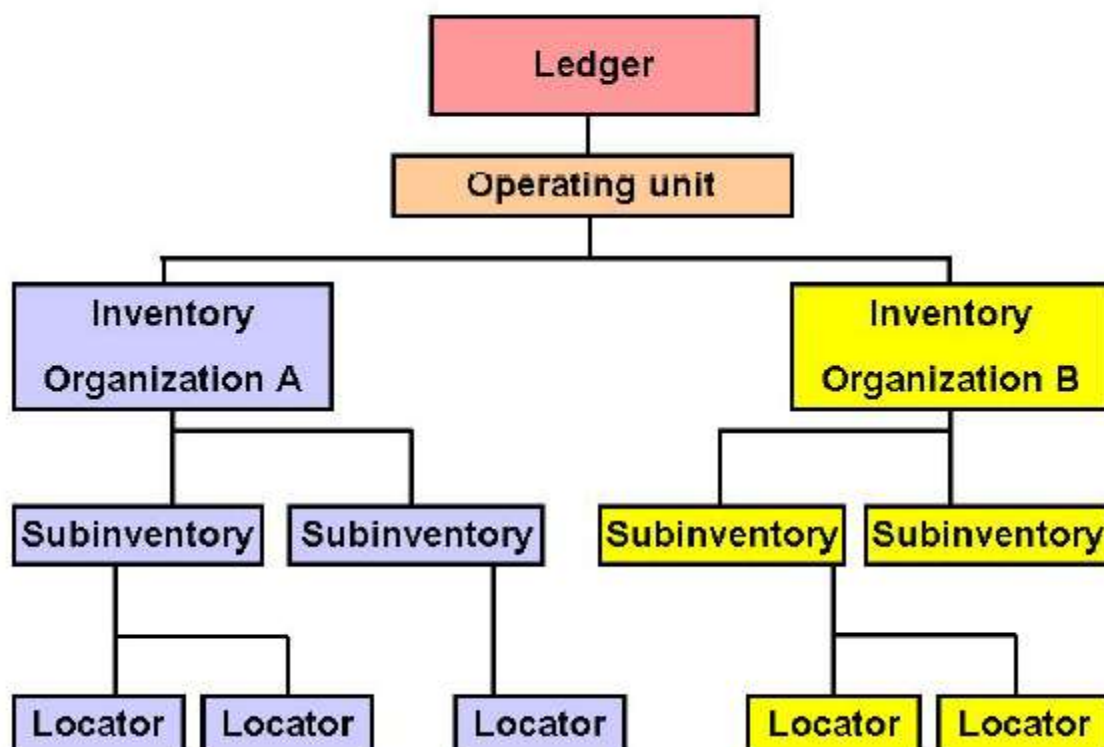 Ledger
Operating unit
Inventory
Organization A
Inventory
Organization B
Subinventory
Subinventory
Subinventory
Subinventory
Locator
Locator
Locator
Locator
Locator